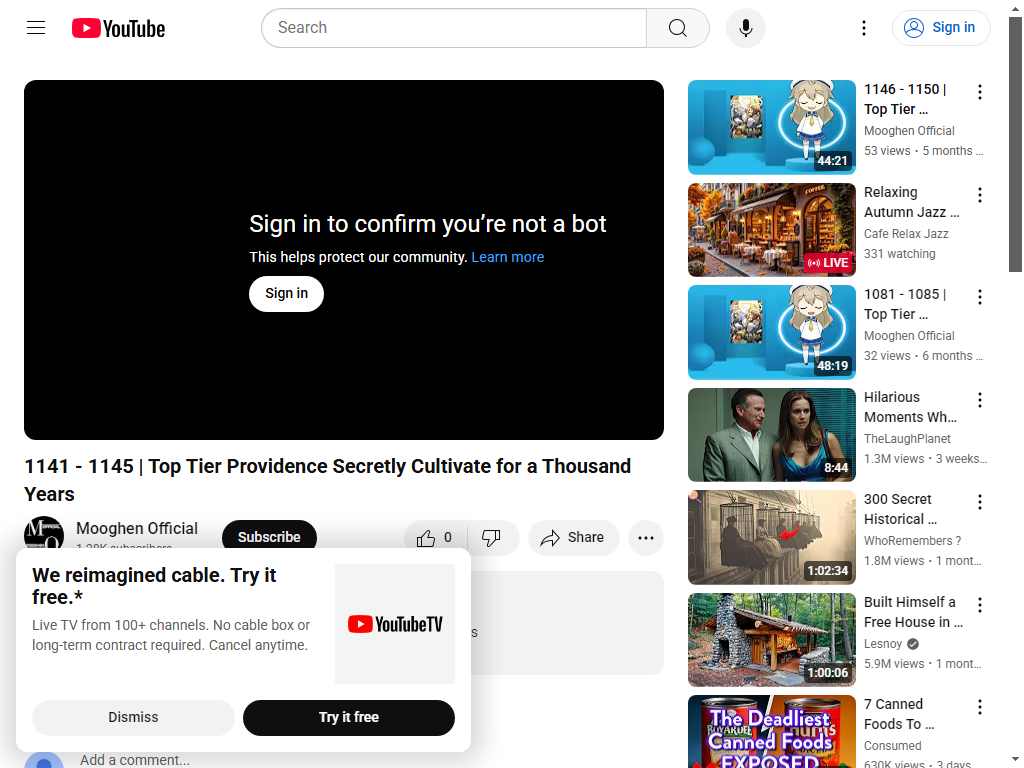 YouTube
Search
Sign in
Sign in to confirm you’re not a bot
This helps protect our community. Learn more
Sign in
1141 - 1145 | Top Tier Providence Secretly Cultivate for a Thousand
Years
Mooghen Official
Subscribe
0
Share
We reimagined cable. Try it
free.*
Live TV from 100+ channels. No cable box or
long-term contract required. Cancel anytime.
YouTubeTV
Dismiss
Try it free
Add a comment...
44:21
1146 - 1150 |
Top Tier ...
Mooghen Official
53 views • 5 months ...
COFFEE
LIVE
Relaxing
Autumn Jazz ...
Cafe Relax Jazz
331 watching
48:19
1081 - 1085 |
Top Tier ...
Mooghen Official
32 views • 6 months ...
8:44
Hilarious
Moments Wh...
TheLaughPlanet
1.3M views • 3 weeks...
1:02:34
300 Secret
Historical ...
WhoRemembers ?
1.8M views • 1 mont...
1:00:06
Built Himself a
Free House in ...
Lesnoy
5.9M views • 1 mont...
The Deadliest
Canned Foods
EXPOSED
7 Canned
Foods To ...
Consumed
630K views • 3 days